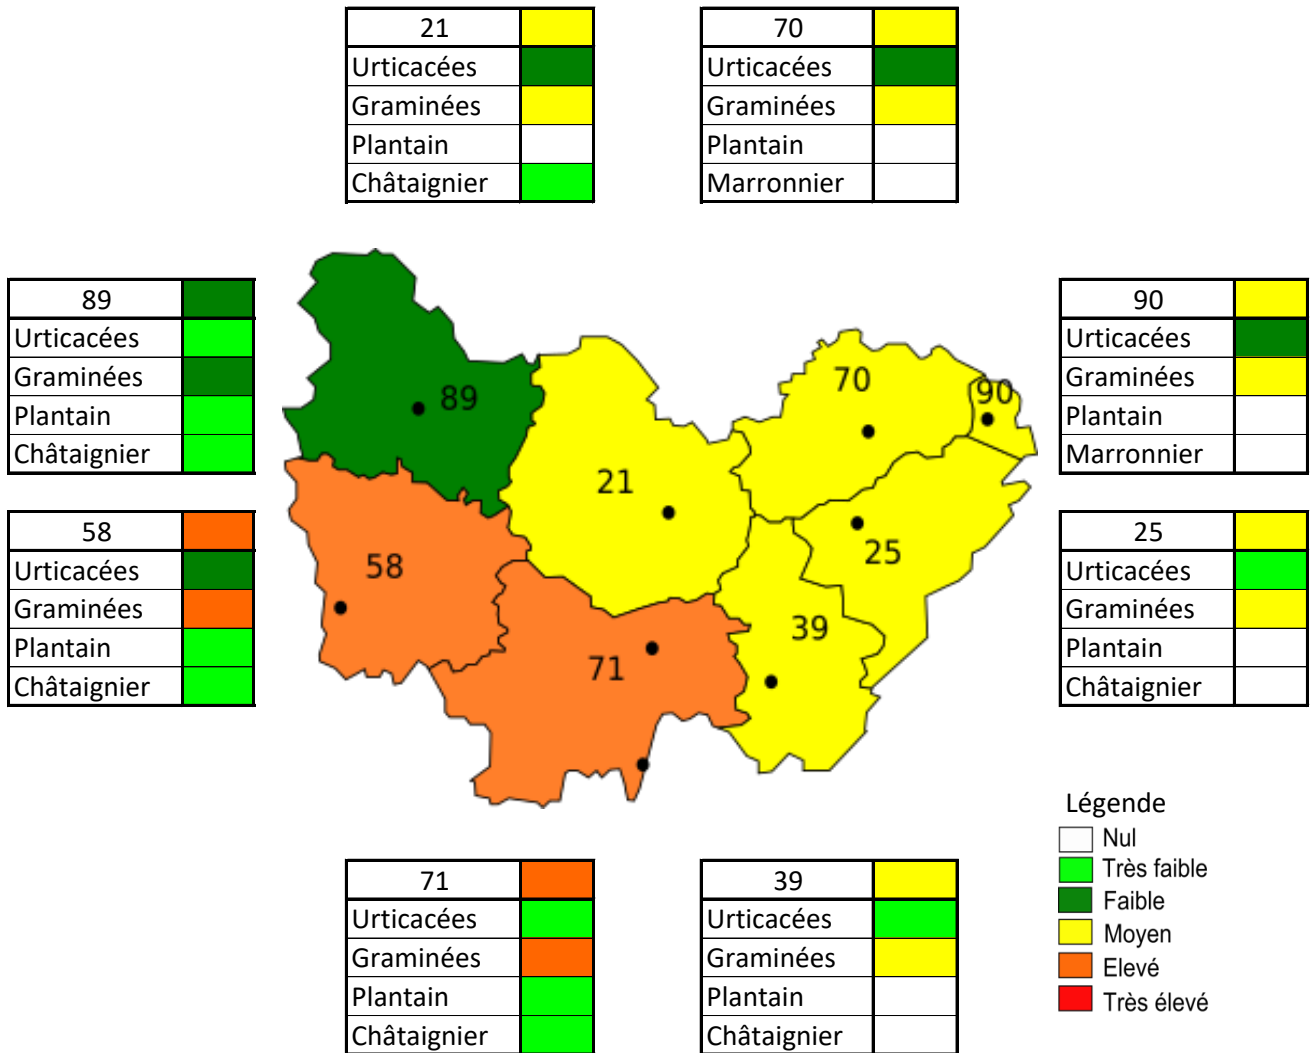 21
Urticacées
Graminées
Plantain
Châtaignier
70
Urticacées
Graminées
Plantain
Marronnier
89
Urticacées
Graminées
Plantain
Châtaignier
58
Urticacées
Graminées
Plantain
Châtaignier
89
70
90
21
25
58
39
71
90
Urticacées
Graminées
Plantain
Marronnier
25
Urticacées
Graminées
Plantain
Châtaignier
71
Urticacées
Graminées
Plantain
Châtaignier
39
Urticacées
Graminées
Plantain
Châtaignier
Légende
Nul
Très faible
Faible
Moyen
Elevé
Très élevé